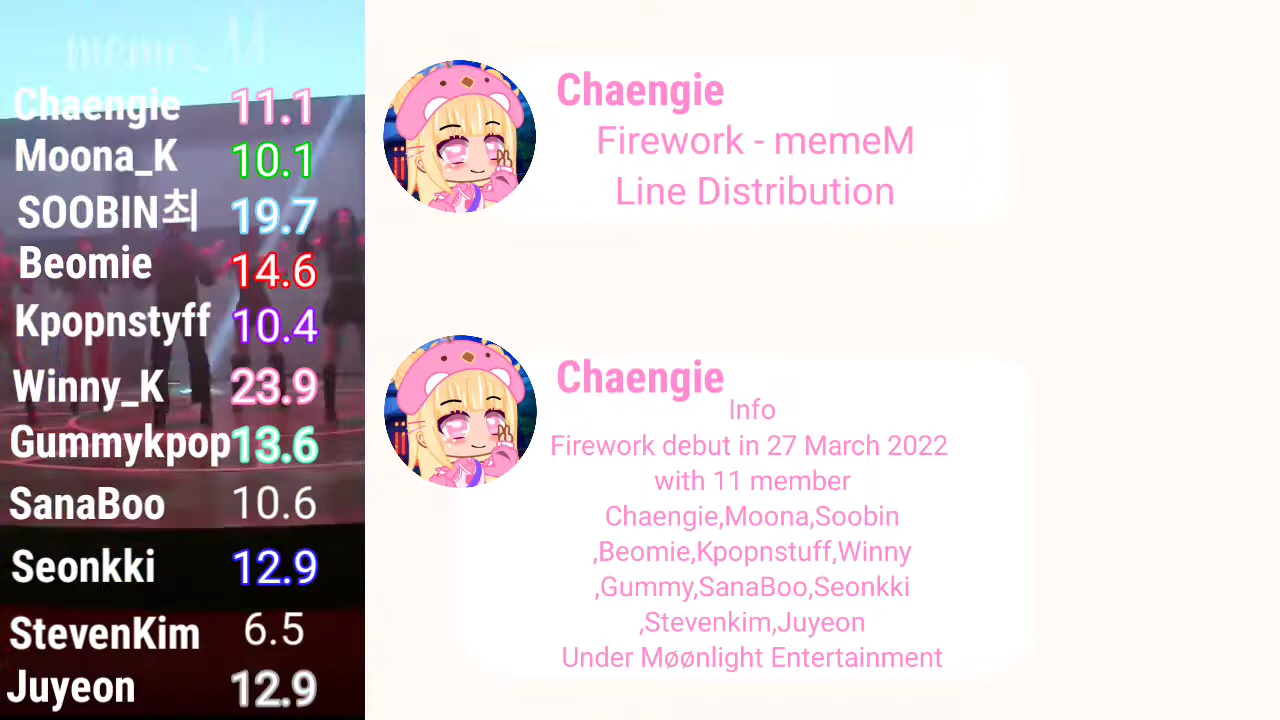 meme_M
Chaengie 11.1
Moona_K 10.1
SOOBIN최 19.7
Beomie 14.6
Kpopnstyff 10.4
Winny_K 23.9
Gummykpop 13.6
SanaBoo 10.6
Seonkki 12.9
StevenKim 6.5
Juyeon 12.9
Chaengie
Firework - memeM
Line Distribution
Chaengie
Info
Firework debut in 27 March 2022
with 11 member
Chaengie,Moona,Soobin
,Beomie,Kpopnstuff,Winny
,Gummy,SanaBoo,Seonkki
,Stevenkim,Juyeon
Under Møønlight Entertainment